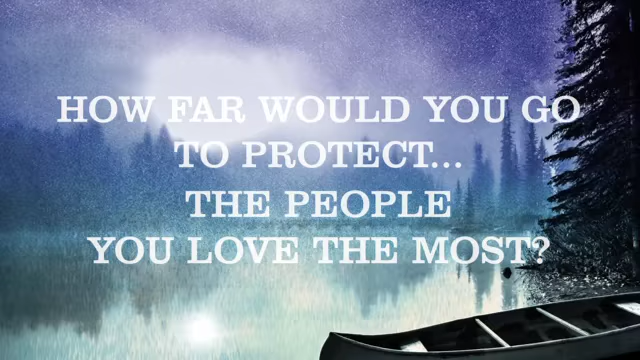 HOW FAR WOULD YOU GO
TO PROTECT...
THE PEOPLE
YOU LOVE THE MOST?